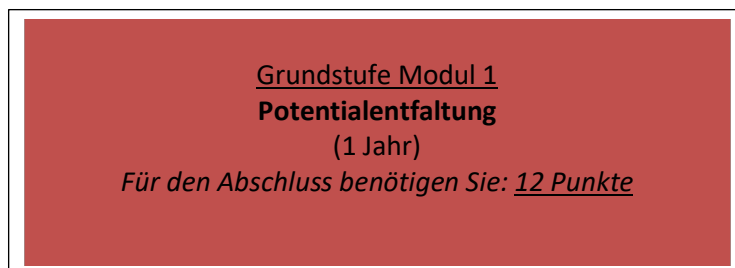 Grundstufe Modul 1
Potentialentfaltung
(1 Jahr)
Für den Abschluss benötigen Sie: 12 Punkte